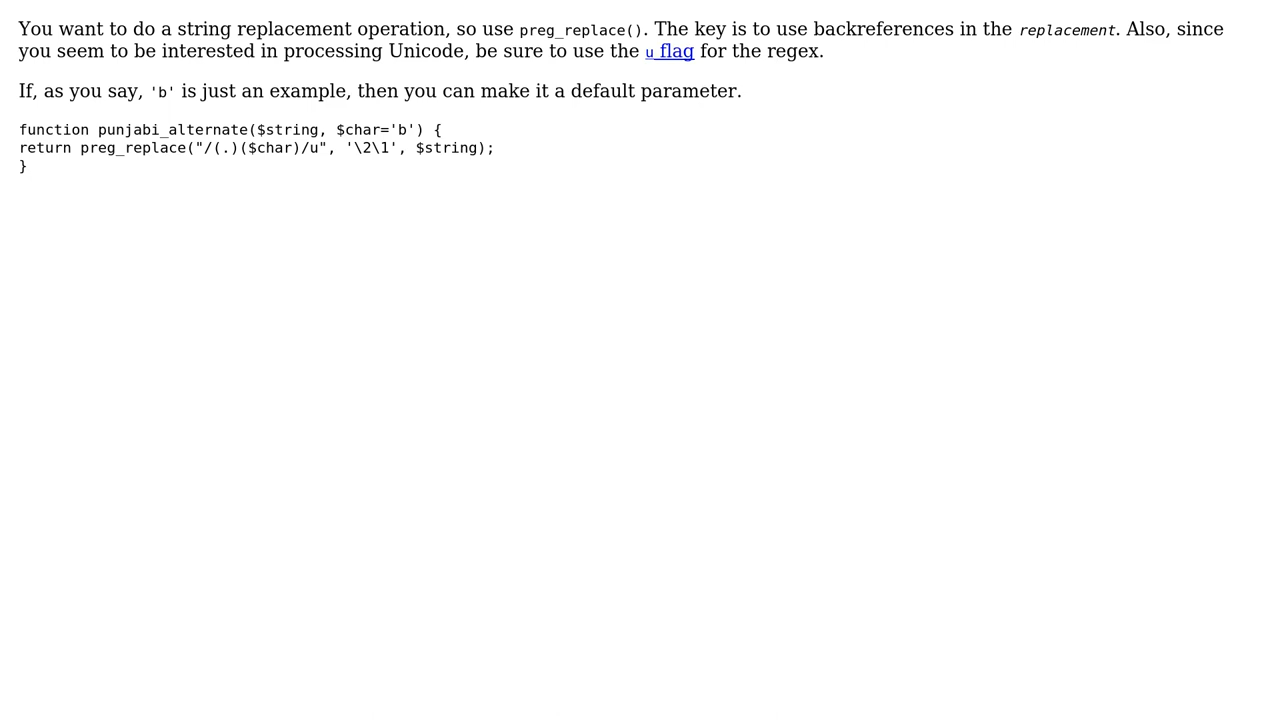 You want to do a string replacement operation, so use preg_replace(). The key is to use backreferences in the replacement. Also, since
you seem to be interested in processing Unicode, be sure to use the u flag for the regex.
If, as you say, 'b' is just an example, then you can make it a default parameter.
function punjabi_alternate($string, $char='b') {
return preg_replace("/(.)($char)/u", '\2\1', $string);
}